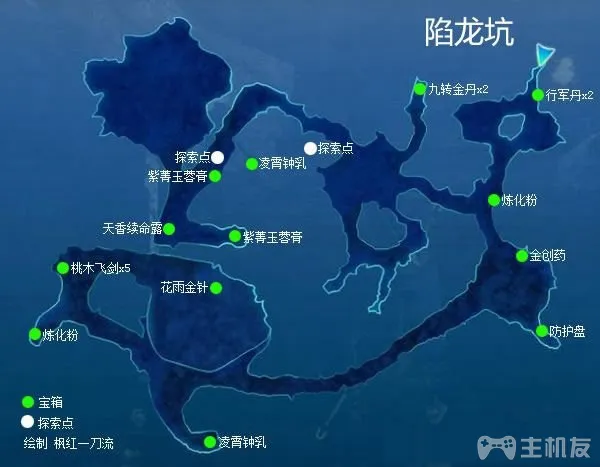 陷龙坑
九转金丹x2
行军丹x2
探索点
探索点
凌霄钟乳
紫菁玉蓉膏
炼化粉
天香续命露
紫菁玉蓉膏
金创药
桃木飞剑x5
花雨金针
炼化粉
防护盘
宝箱
探索点
绘制 枫红一刀流
凌霄钟乳
主机友